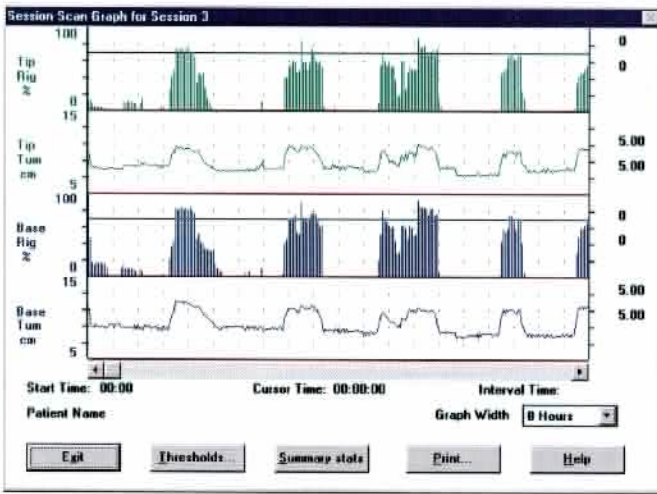 Session Scan Graph for Session 3
100
Tip
Rig
%
0
0
0
15
Tip
Tum
cm
5
5.00
5.00
100
Base
Rig
%
0
0
0
15
Base
Tum
cm
5
5.00
5.00
Start Time: 00:00 Cursor Time: 00:00:00 Interval Time:
Patient Name Graph Width 8 Hours
Exit Thresholds... Summary stats Print... Help